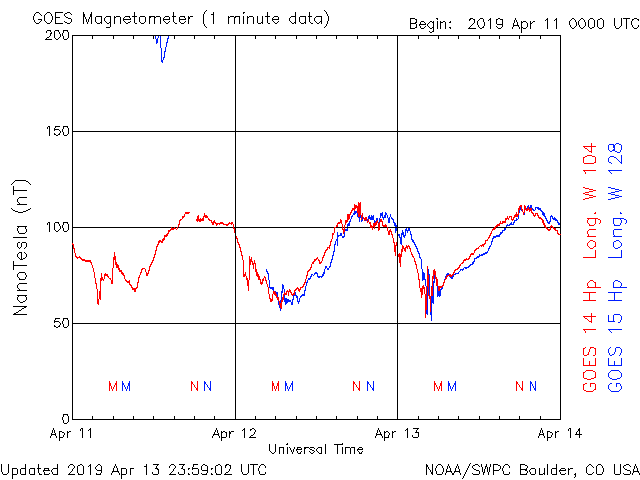 GOES Magnetometer (1 minute data)
Begin: 2019 Apr 11 0000 UTC
200
150
100
50
0
NanoTesla (nT)
M M N N M M N N M M N N
Apr 11 Apr 12 Apr 13 Apr 14
Universal Time
GOES 14 Hp Long. W 104
GOES 15 Hp Long. W 128
Updated 2019 Apr 13 23:59:02 UTC
NOAA/SWPC Boulder, CO USA